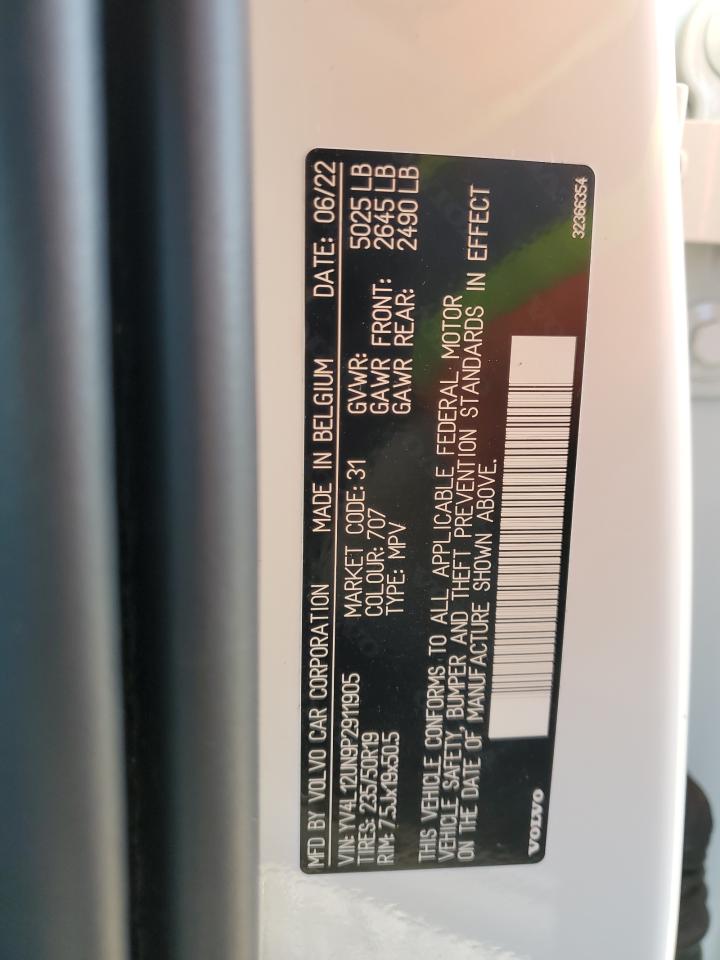 MFD BY VOLVO CAR CORPORATION MADE IN BELGIUM DATE: 06/22
VIN: YV4L12UN9P2911905
TIRES: 235/50R19
RIM: 7.5Jx19x50.5
MARKET CODE: 31
COLOUR: 707
TYPE: MPV
GVWR: 5025 LB
GAWR FRONT: 2645 LB
GAWR REAR: 2490 LB
THIS VEHICLE CONFORMS TO ALL APPLICABLE FEDERAL MOTOR
VEHICLE SAFETY, BUMPER AND THEFT PREVENTION STANDARDS IN EFFECT
ON THE DATE OF MANUFACTURE SHOWN ABOVE.
VOLVO
32366354